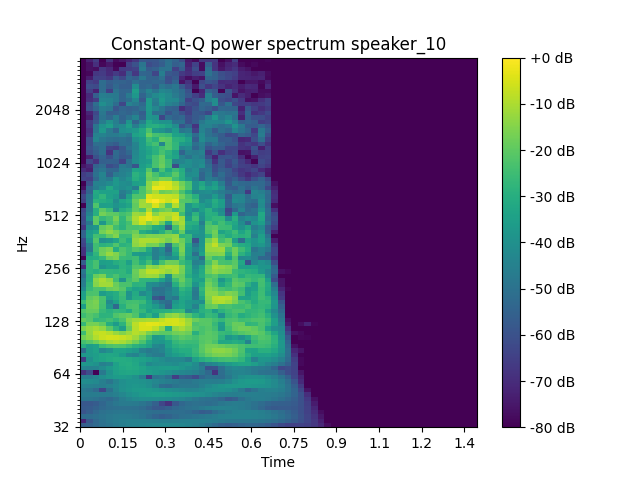 Constant-Q power spectrum speaker_10
Hz
2048
1024
512
256
128
64
32
0 0.15 0.3 0.45 0.6 0.75 0.9 1.1 1.2 1.4
Time
+0 dB
-10 dB
-20 dB
-30 dB
-40 dB
-50 dB
-60 dB
-70 dB
-80 dB